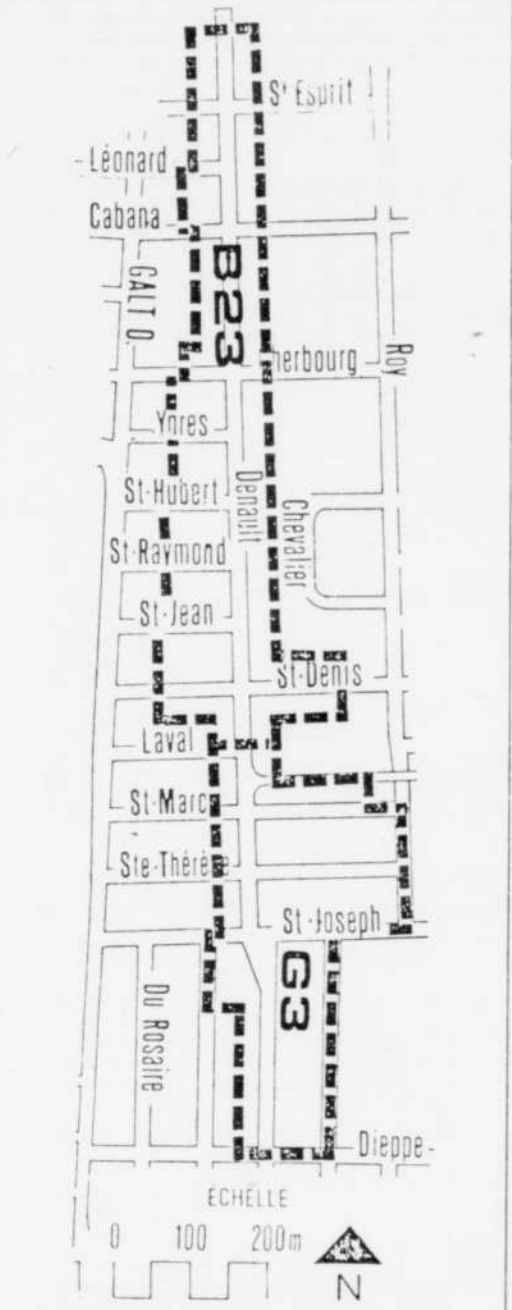 St Esprit
Léonard
Cabana
GALT O.
B23
herbourg
Roy
Ypres
St-Hubert
Denault
Chevalier
St-Raymond
St-Jean
St-Denis
Laval
St-Marc
Ste-Thérèse
St-Joseph
G3
Du Rosaire
Dieppe
ECHELLE
0 100 200m
N